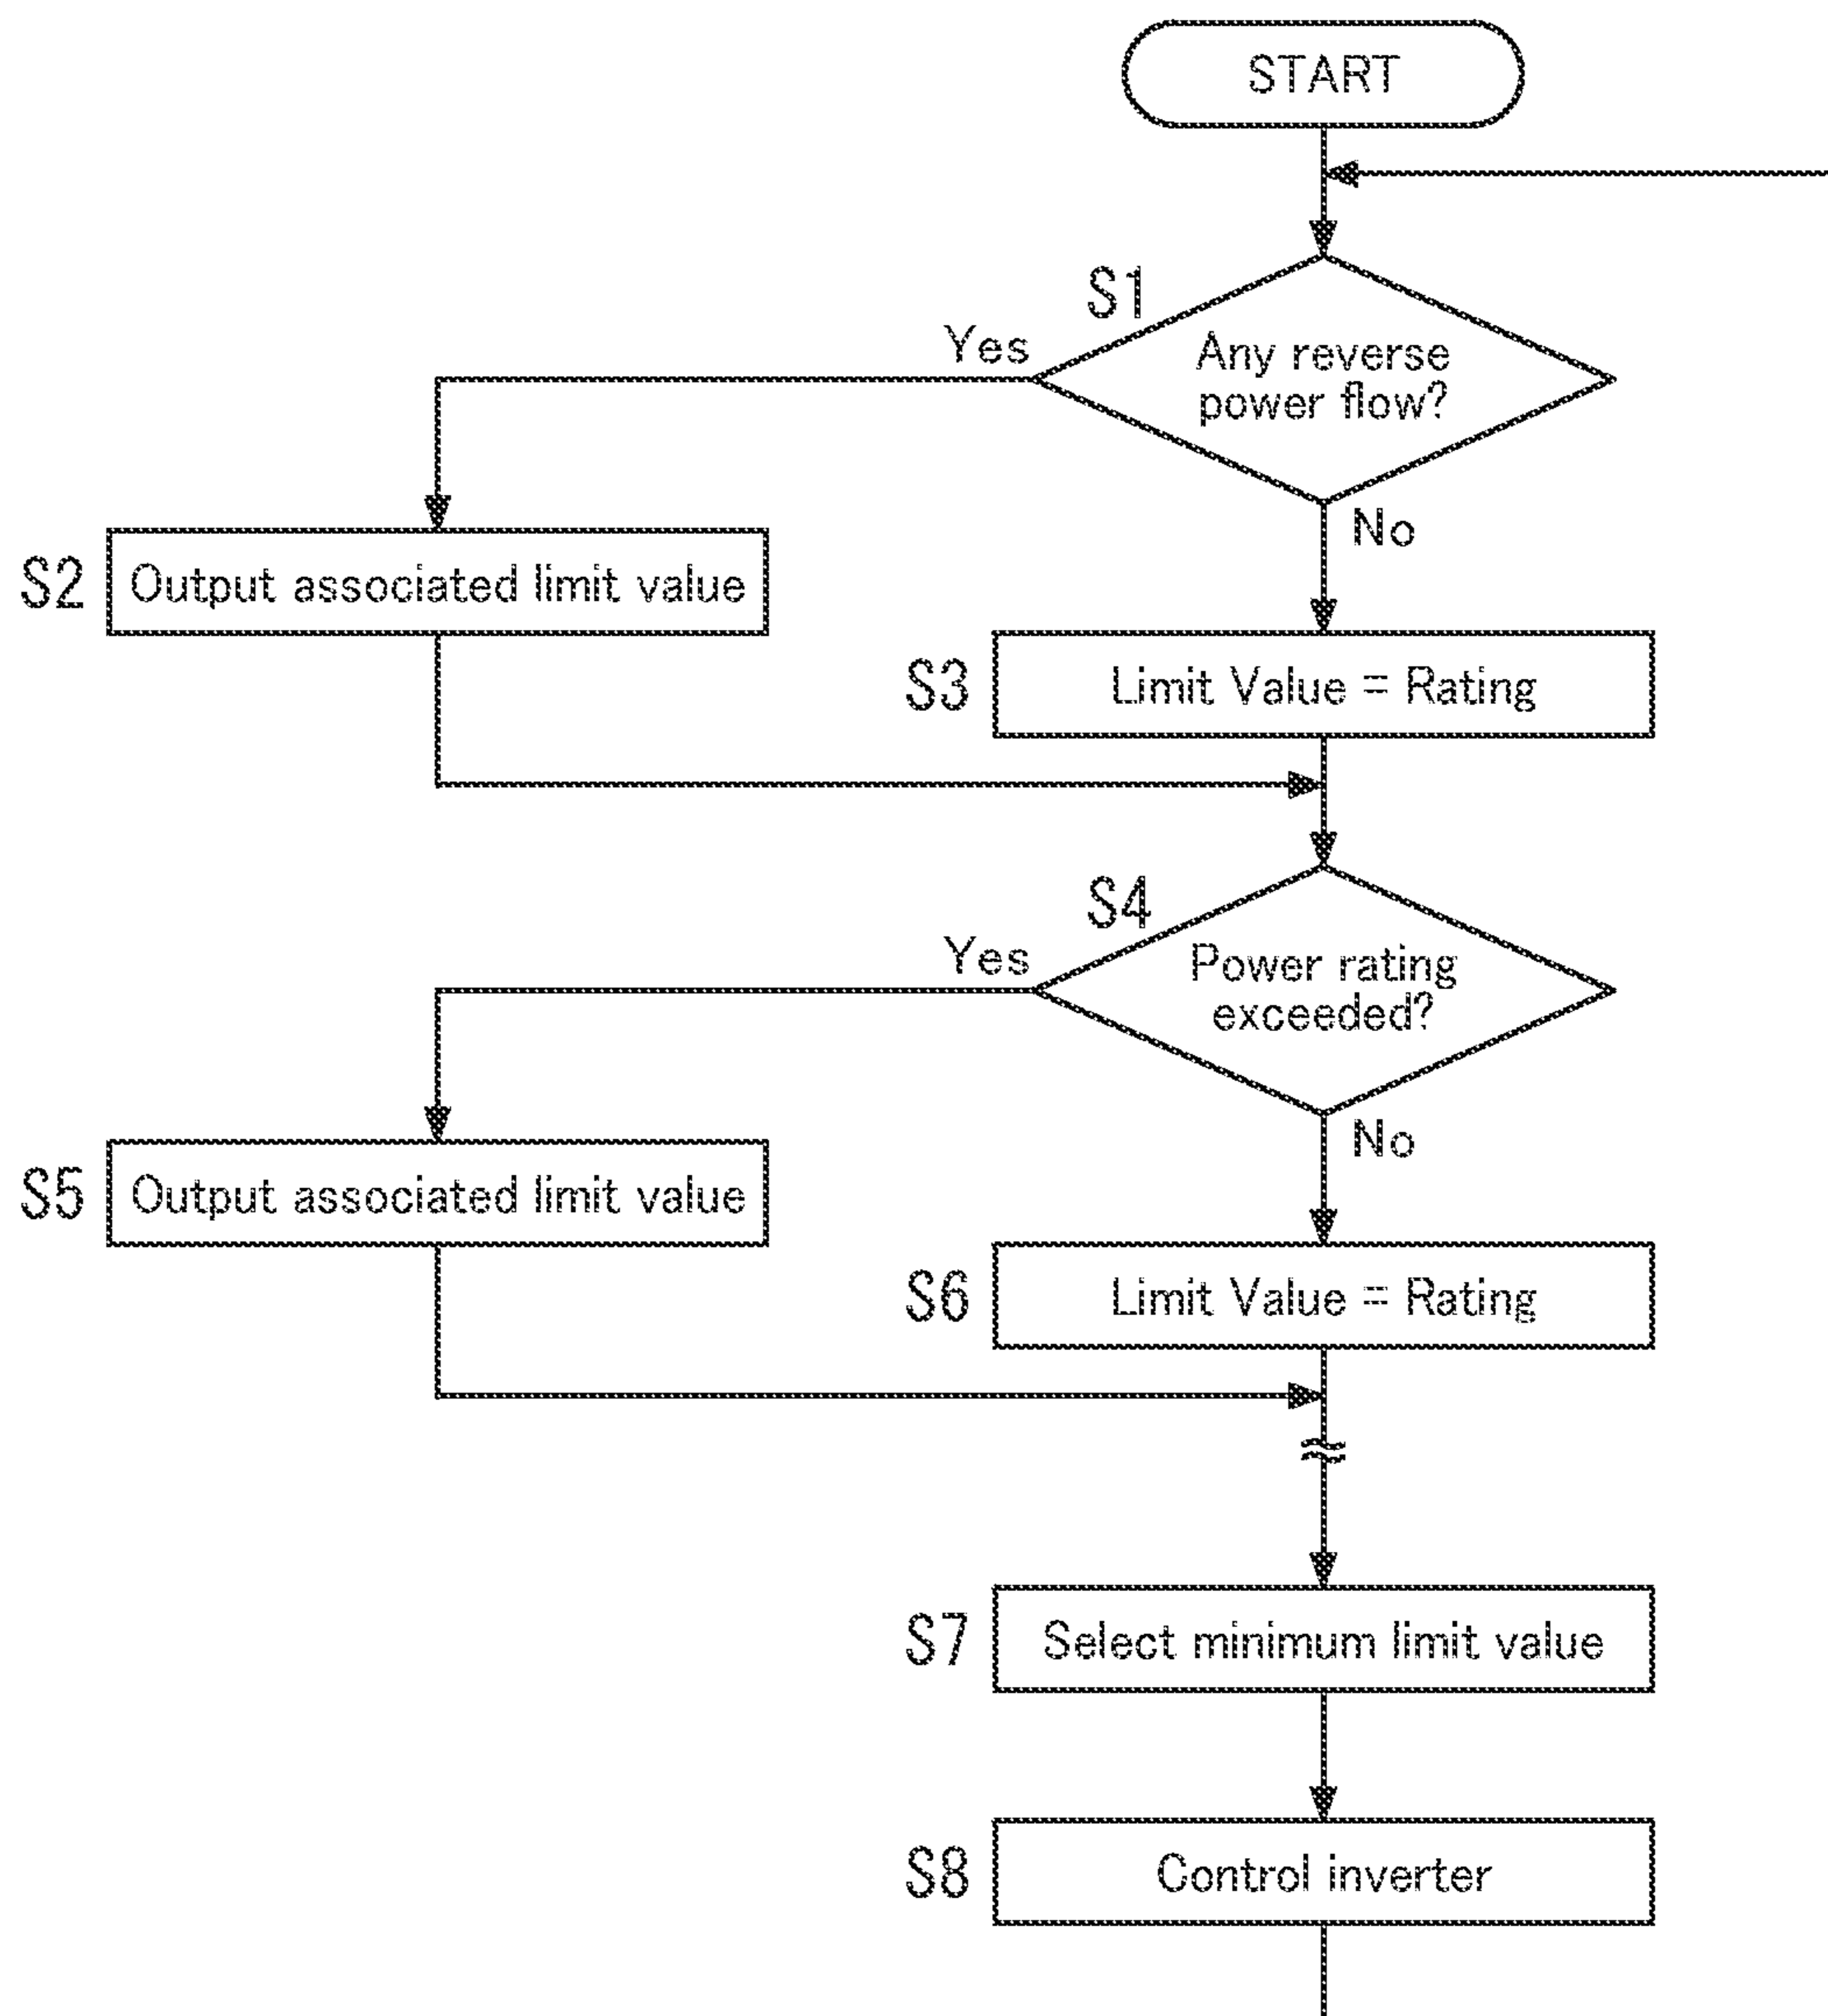 START
S1
Yes
Any reverse
power flow?
No
S2
Output associated limit value
S3
Limit Value = Rating
S4
Yes
Power rating
exceeded?
No
S5
Output associated limit value
S6
Limit Value = Rating
S7
Select minimum limit value
S8
Control inverter